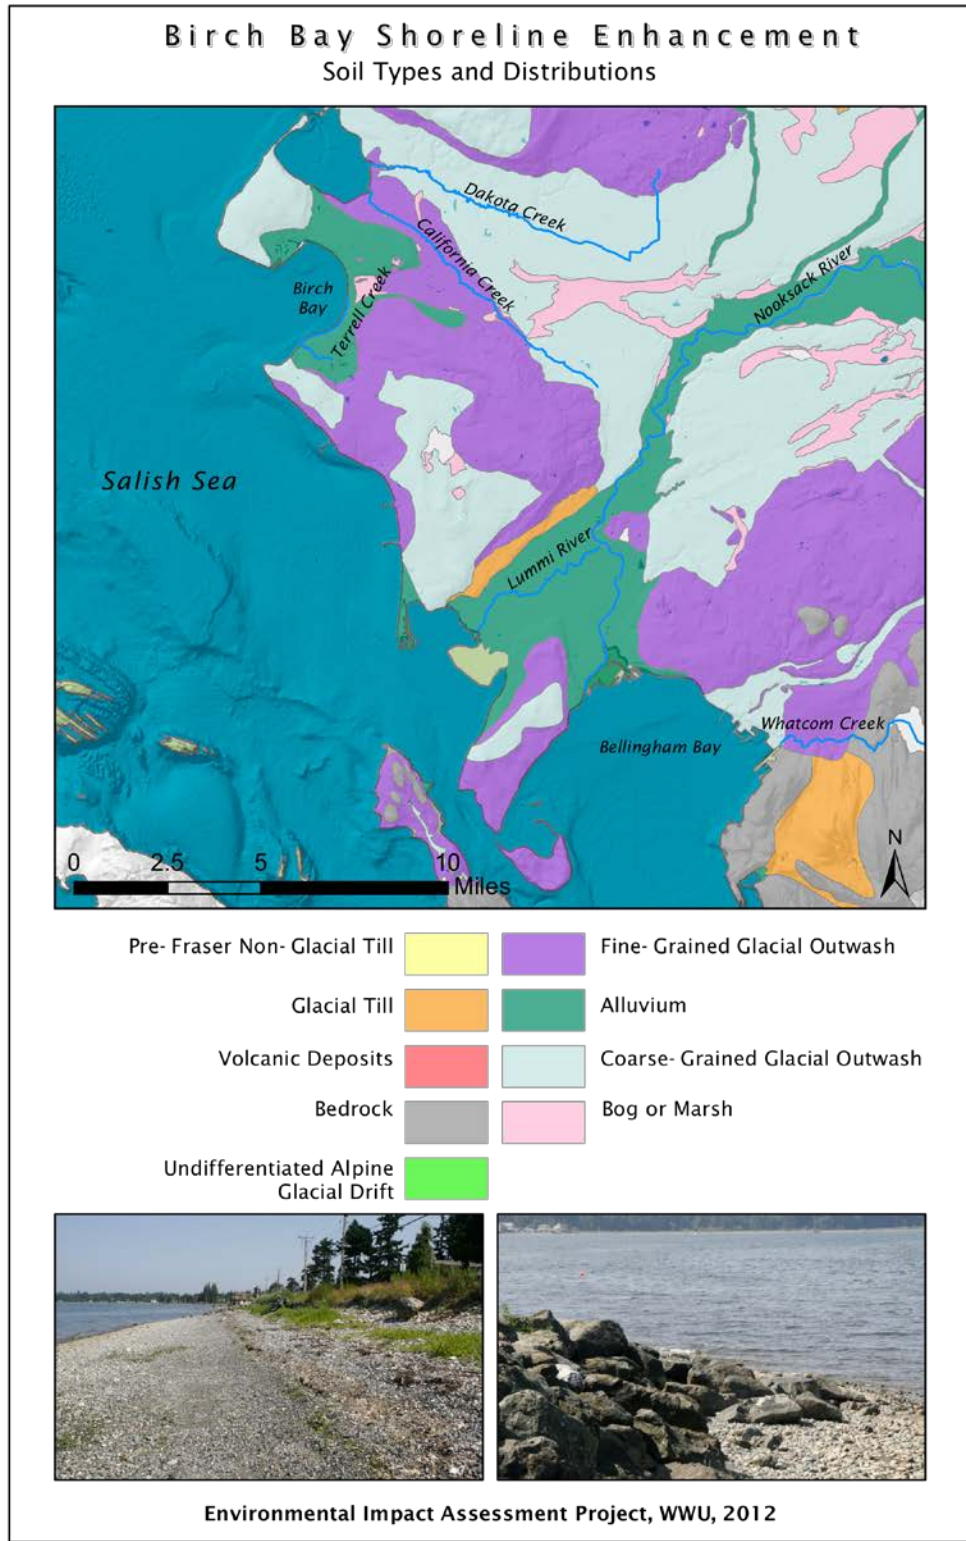 Birch Bay Shoreline Enhancement
Soil Types and Distributions
Dakota Creek
California Creek
Nooksack River
Birch
Bay
Terrell Creek
Salish Sea
Lummi River
Whatcom Creek
Bellingham Bay
N
0 2.5 5 10
Miles
Pre- Fraser Non- Glacial Till
Fine- Grained Glacial Outwash
Glacial Till
Alluvium
Volcanic Deposits
Coarse- Grained Glacial Outwash
Bedrock
Bog or Marsh
Undifferentiated Alpine
Glacial Drift
Environmental Impact Assessment Project, WWU, 2012